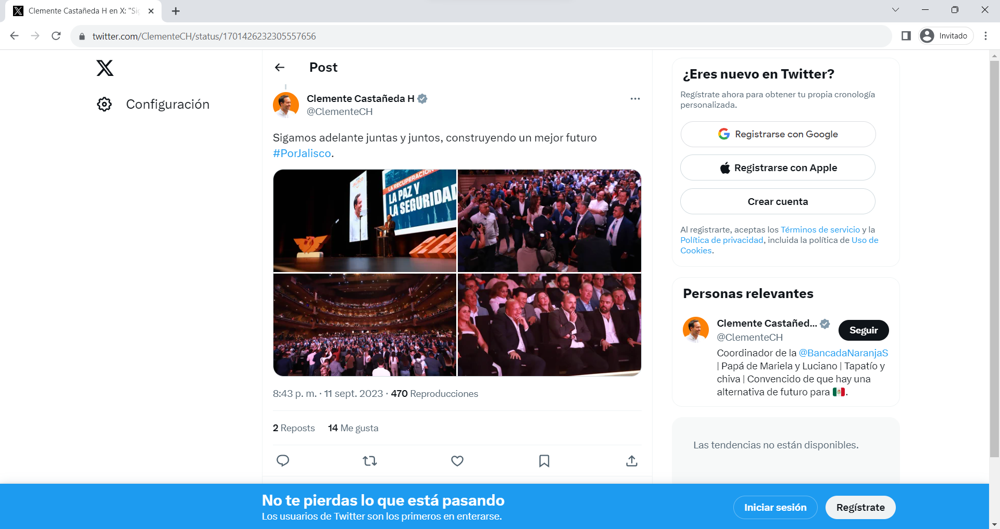 Clemente Castañeda H en X: "Si
twitter.com/ClementeCH/status/1701426232305557656
Invitado
Configuración
Post
Clemente Castañeda H
@ClementeCH
Sigamos adelante juntas y juntos, construyendo un mejor futuro
#PorJalisco.
JALISCO
LA RECUPERACIÓN
LA PAZ Y
LA SEGURIDAD
8:43 p. m. · 11 sept. 2023 · 470 Reproducciones
2 Reposts 14 Me gusta
¿Eres nuevo en Twitter?
Regístrate ahora para obtener tu propia cronología
personalizada.
Registrarse con Google
Registrarse con Apple
Crear cuenta
Al registrarte, aceptas los Términos de servicio y la
Política de privacidad, incluida la política de Uso de
Cookies.
Personas relevantes
Clemente Castañed...
@ClementeCH
Seguir
Coordinador de la @BancadaNaranjaS
| Papá de Mariela y Luciano | Tapatío y
chiva | Convencido de que hay una
alternativa de futuro para 🇲🇽.
Las tendencias no están disponibles.
No te pierdas lo que está pasando
Los usuarios de Twitter son los primeros en enterarse.
Iniciar sesión
Regístrate